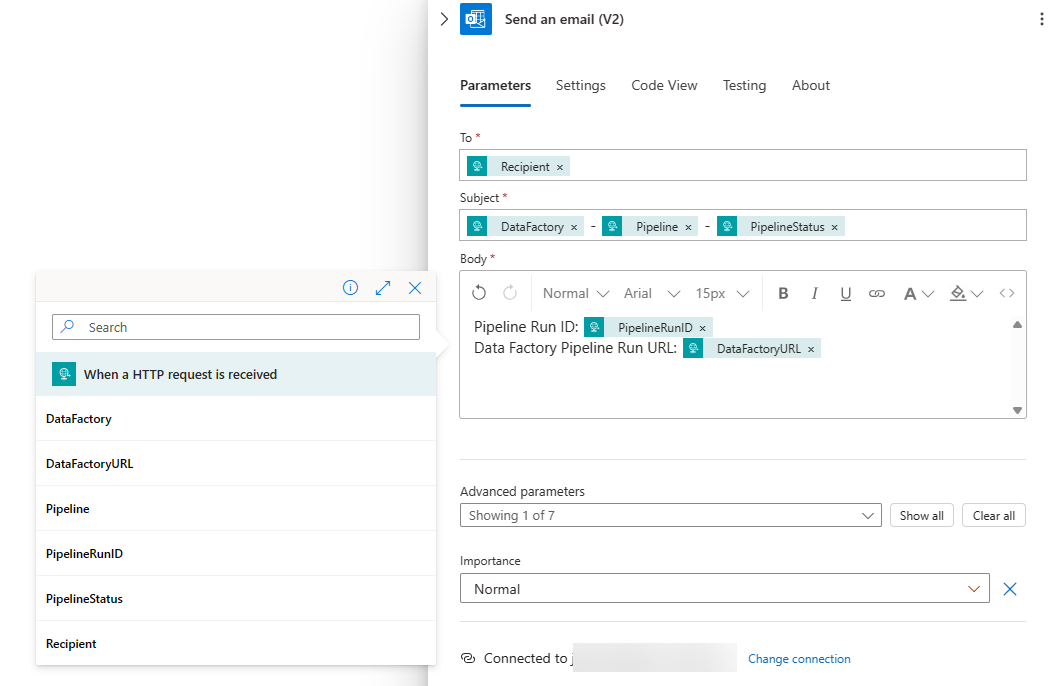 Send an email (V2)
Parameters Settings Code View Testing About
To *
Recipient ×
Subject *
DataFactory × - Pipeline × - PipelineStatus ×
Body *
Normal Arial 15px B I U A <>
Pipeline Run ID: PipelineRunID ×
Data Factory Pipeline Run URL: DataFactoryURL ×
Advanced parameters
Showing 1 of 7 Show all Clear all
Importance
Normal
Connected to j Change connection
Search
When a HTTP request is received
DataFactory
DataFactoryURL
Pipeline
PipelineRunID
PipelineStatus
Recipient